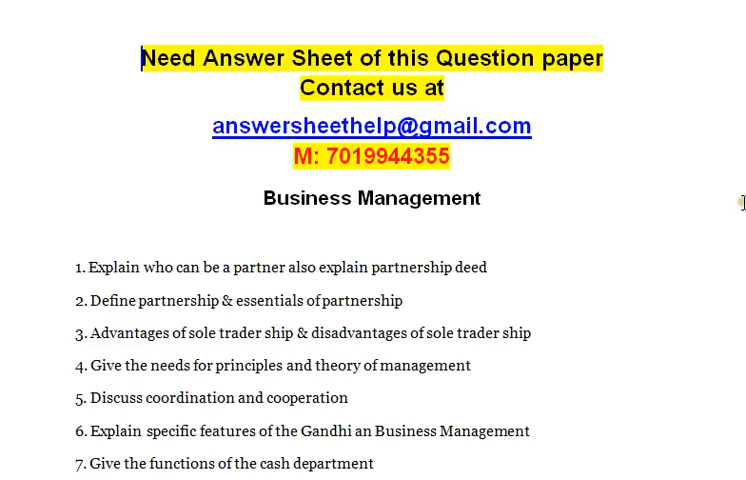 Need Answer Sheet of this Question paper
Contact us at
answersheethelp@gmail.com
M: 7019944355
Business Management
1. Explain who can be a partner also explain partnership deed
2. Define partnership & essentials of partnership
3. Advantages of sole trader ship & disadvantages of sole trader ship
4. Give the needs for principles and theory of management
5. Discuss coordination and cooperation
6. Explain specific features of the Gandhi an Business Management
7. Give the functions of the cash department